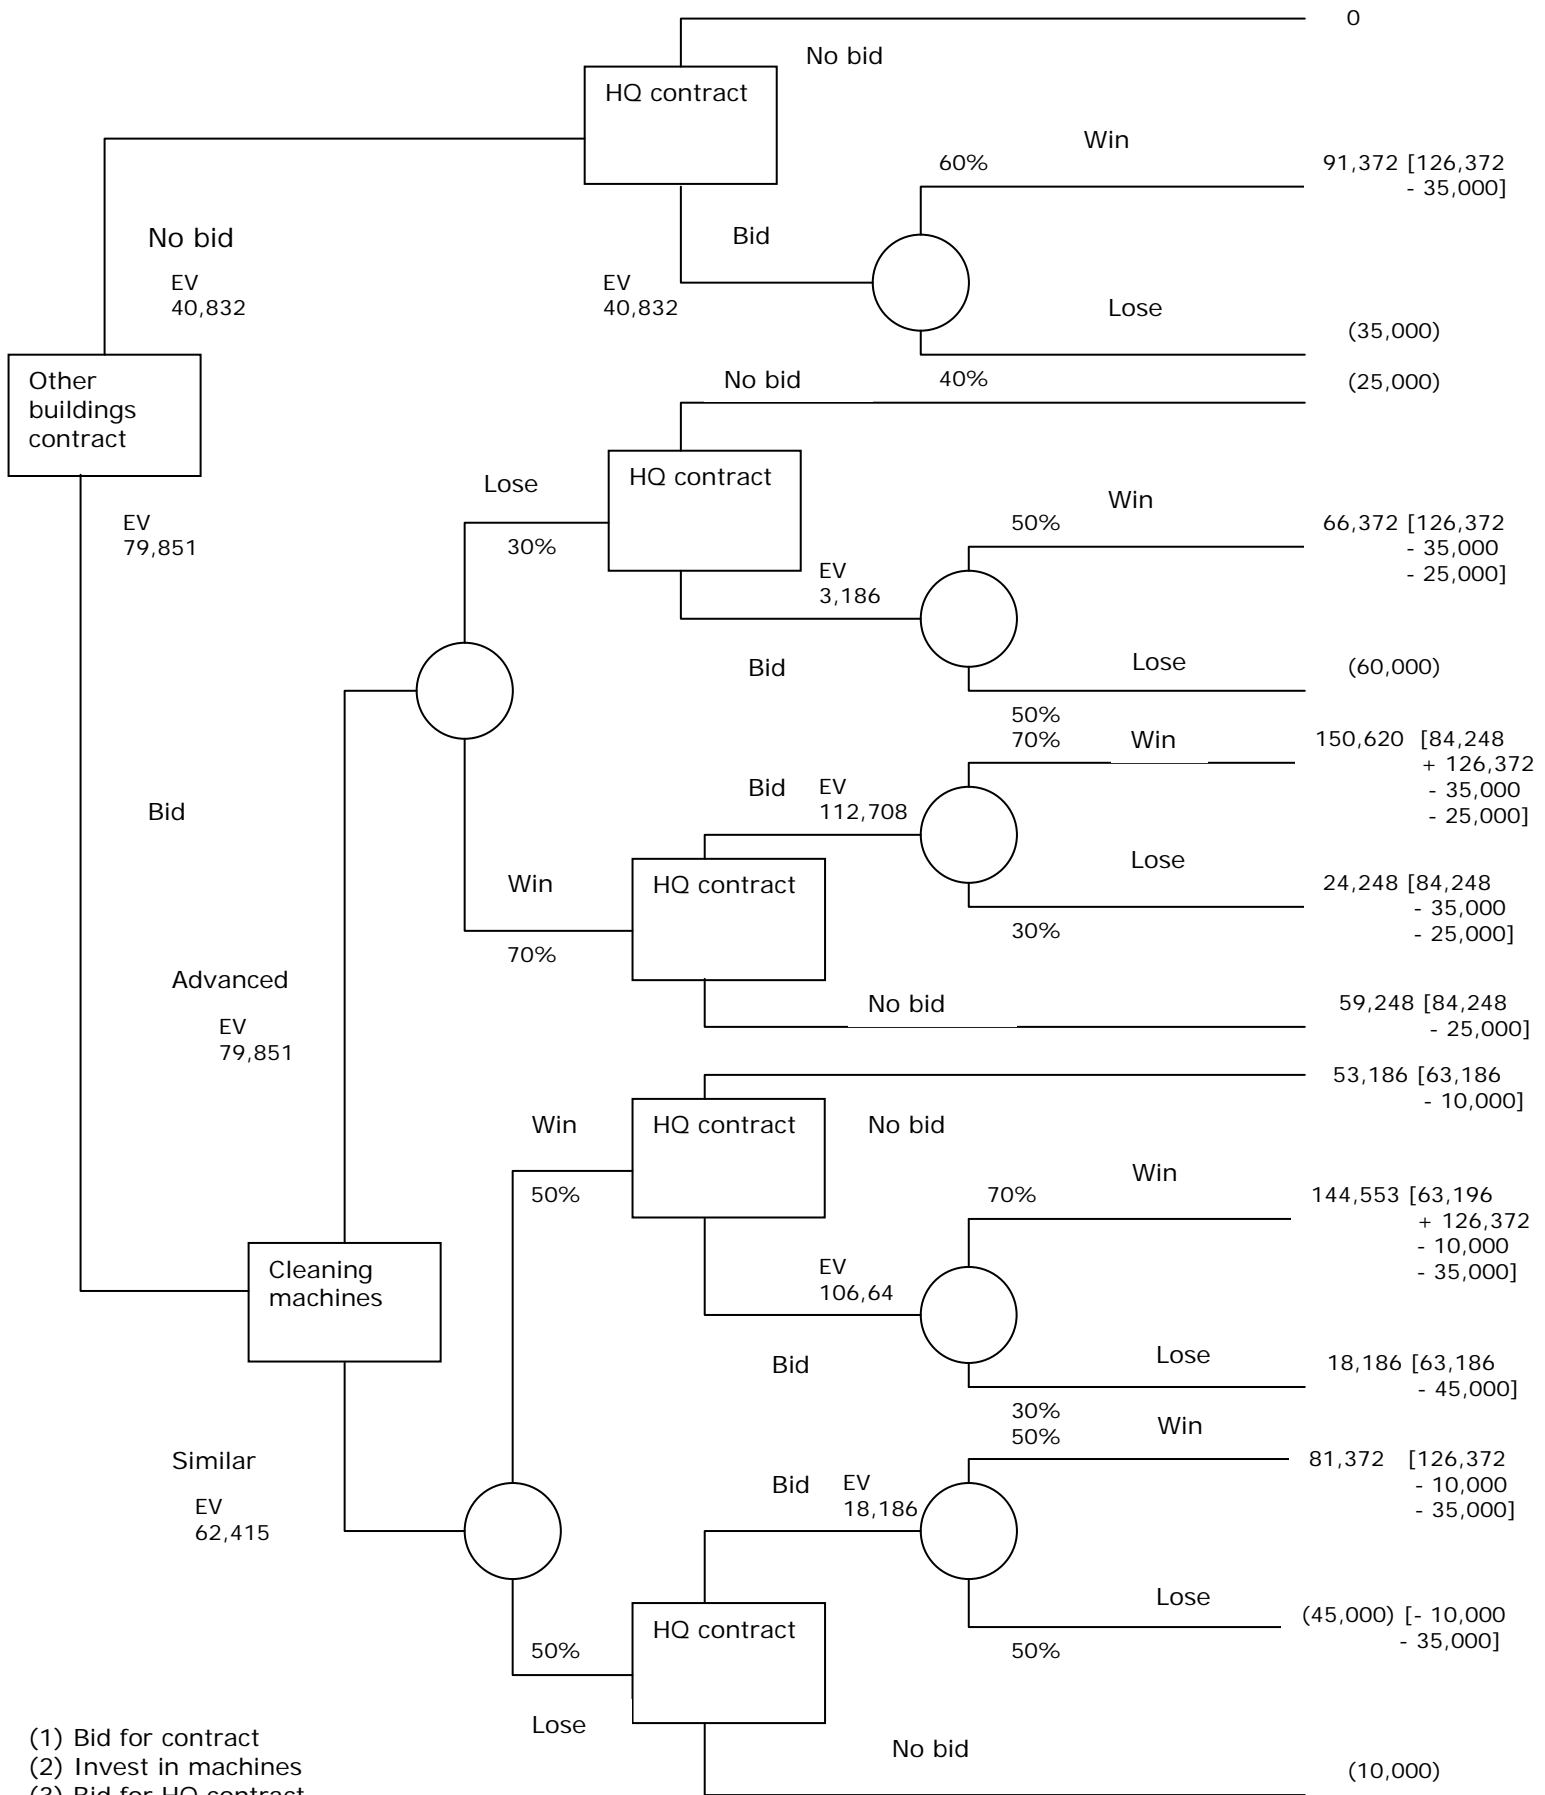 0
No bid
HQ contract
Win
60%
91,372 [126,372
- 35,000]
No bid
Bid
EV
40,832
EV
40,832
Lose
(35,000)
No bid
40%
(25,000)
Other
buildings
contract
HQ contract
Lose
Win
EV
79,851
30%
50%
66,372 [126,372
- 35,000
- 25,000]
EV
3,186
Bid
Lose
(60,000)
50%
70%
Win
150,620 [84,248
+ 126,372
- 35,000
- 25,000]
Bid
Bid
EV
112,708
Lose
Win
HQ contract
24,248 [84,248
- 35,000
- 25,000]
30%
70%
Advanced
EV
79,851
No bid
59,248 [84,248
- 25,000]
53,186 [63,186
- 10,000]
Win
HQ contract
No bid
Win
50%
70%
144,553 [63,196
+ 126,372
- 10,000
- 35,000]
Cleaning
machines
EV
106,64
Bid
Lose
18,186 [63,186
- 45,000]
30%
50%
Win
Similar
EV
62,415
Bid
EV
18,186
81,372 [126,372
- 10,000
- 35,000]
Lose
(45,000) [- 10,000
- 35,000]
HQ contract
50%
50%
Lose
No bid
(10,000)
(1) Bid for contract
(2) Invest in machines
(3) Bid for HQ contract